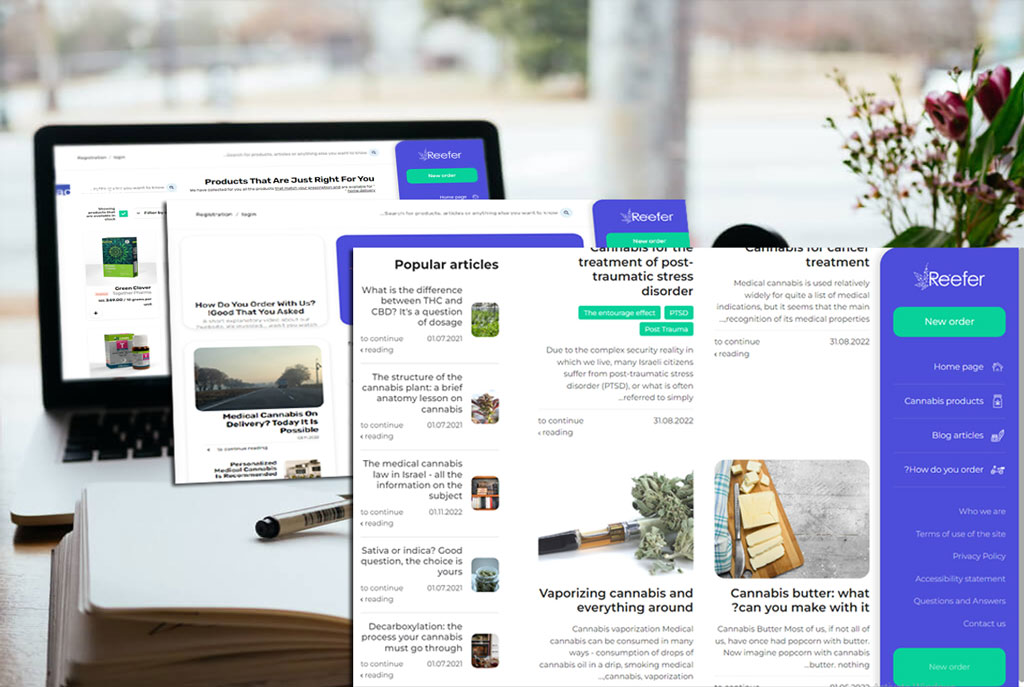 Registration / login
...Search for products, articles or anything else you want to know
Reefer
New order
Home page
Products That Are Just Right For You
We have selected for you all the products that match your prescription and are available for
home delivery
Showing
products that
are available in
stock
Filter by
Green Clover
Together Pharma
Registration / login
...Search for products, articles or anything else you want to know
Reefer
New order
How Do You Order With Us?
!Good That You Asked
Medical Cannabis On
Delivery? Today It Is
Possible
to continue reading
Personalized
Medical Cannabis
Is Recommended
Popular articles
What is the difference
between THC and
CBD? It's a question
of dosage
to continue
‹ reading
01.07.2021
The structure of the
cannabis plant: a brief
anatomy lesson on
cannabis
to continue
‹ reading
01.07.2021
The medical cannabis
law in Israel - all the
information on the
subject
to continue
‹ reading
01.11.2022
Sativa or indica? Good
question, the choice is
yours
to continue
‹ reading
01.07.2021
Decarboxylation: the
process your cannabis
must go through
to continue
‹ reading
01.07.2021
Cannabis for the
treatment of post-
traumatic stress
disorder
The entourage effect
PTSD
Post Trauma
Due to the complex security reality in
which we live, many Israeli citizens
suffer from post-traumatic stress
disorder (PTSD), or what is often
...referred to simply
to continue
‹ reading
31.08.2022
Vaporizing cannabis and
everything around
Cannabis vaporization Medical
cannabis can be consumed in many
ways - consumption of drops of
cannabis oil in a drip, smoking medical
...,cannabis, vaporization
Cannabis for cancer
treatment
Medical cannabis is used relatively
widely for quite a list of medical
indications, but it seems that the main
...,recognition of its medical properties
to continue
‹ reading
31.08.2022
Cannabis butter: what
?can you make with it
Cannabis Butter Most of us, if not all of
us, have once had popcorn with butter.
Now imagine popcorn with cannabis
...butter. nothing
Reefer
New order
Home page
Cannabis products
Blog articles
?How do you order
Who we are
Terms of use of the site
Privacy Policy
Accessibility statement
Questions and Answers
Contact us
New order